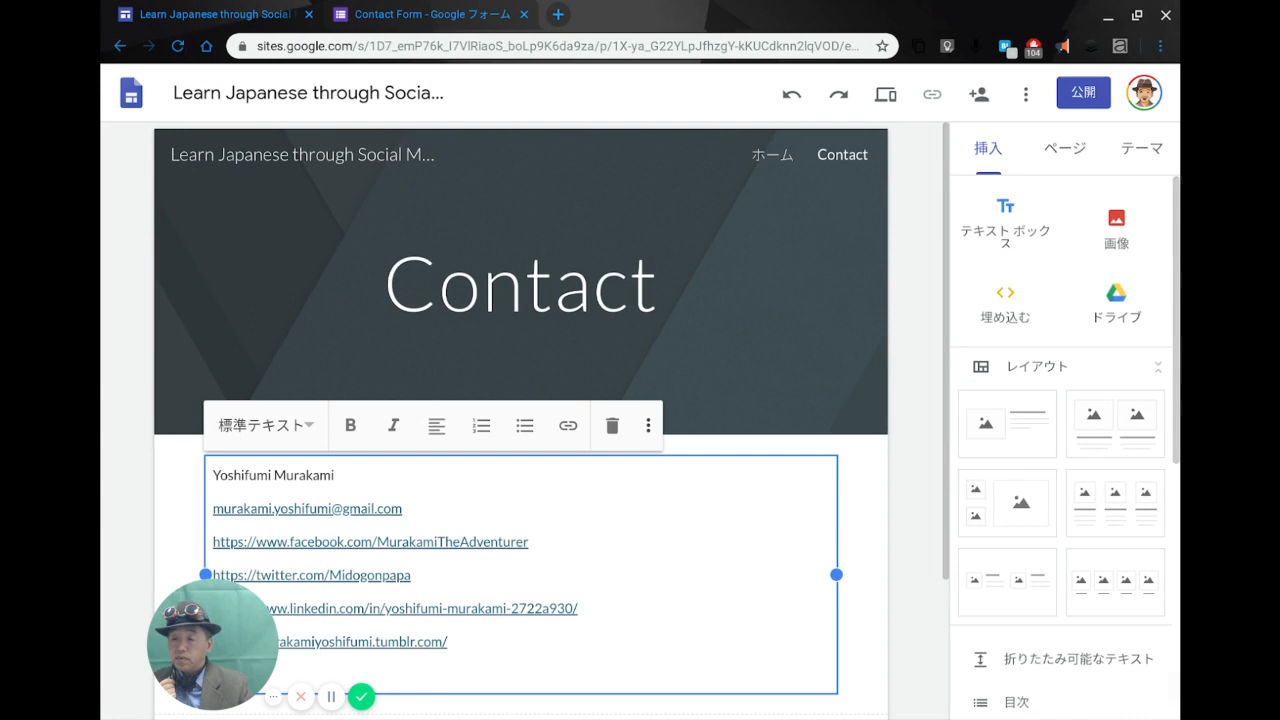 Learn Japanese through Social
Contact Form - Google フォーム
sites.google.com/s/1D7_emP76k_I7VlRiaoS_boLp9K6da9za/p/1X-ya_G22YLpJfhzgY-kKUCdknn2lqVOD/e...
104
Learn Japanese through Socia...
公開
Learn Japanese through Social M...
ホーム
Contact
挿入
ページ
テーマ
Contact
テキスト ボックス
画像
埋め込む
ドライブ
レイアウト
標準テキスト
B
I
Yoshifumi Murakami
murakami.yoshifumi@gmail.com
https://www.facebook.com/MurakamiTheAdventurer
https://twitter.com/Midogonpapa
w.linkedin.com/in/yoshifumi-murakami-2722a930/
rakamiyoshifumi.tumblr.com/
折りたたみ可能なテキスト
目次